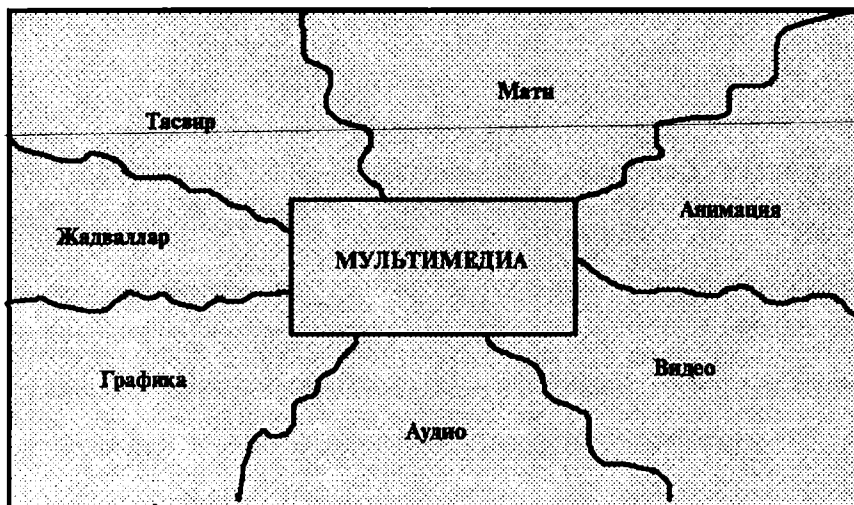 Матн
Тасвир
Анимация
Жадваллар
МУЛЬТИМЕДИА
Видео
Графика
Аудио